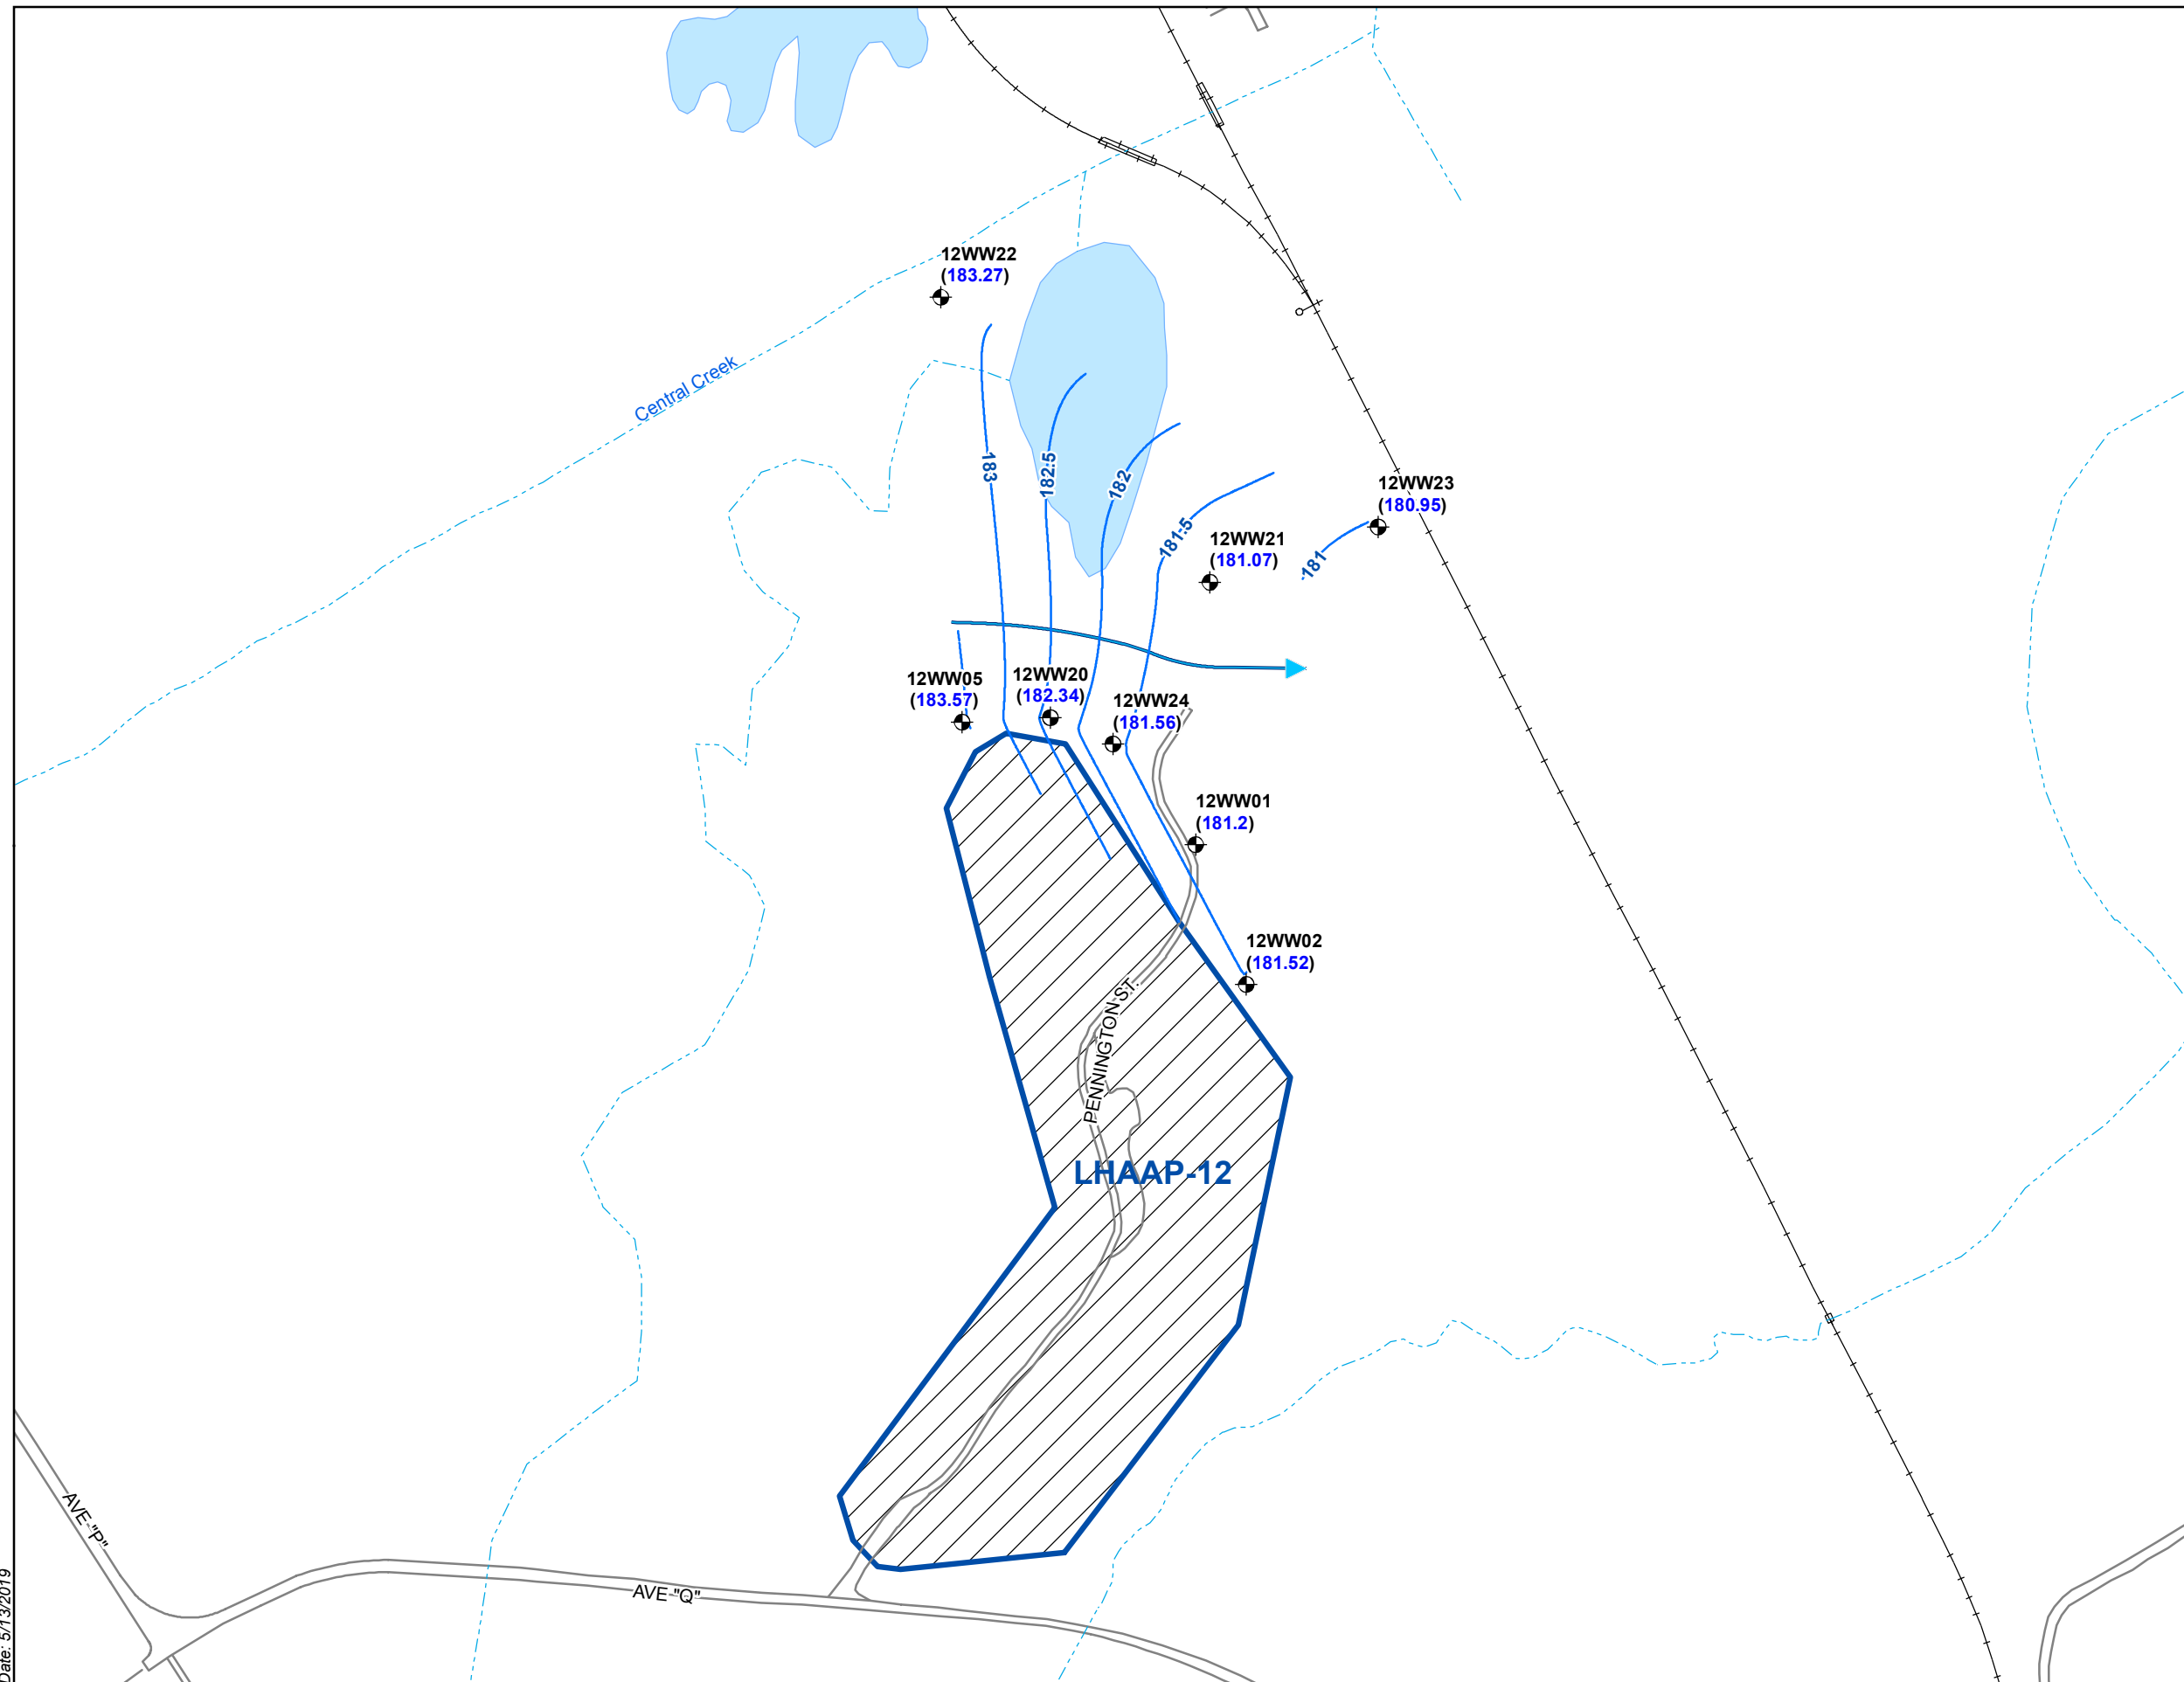 12WW22
(183.27)
Central Creek
183
182.5
182
181.5
181
12WW23
(180.95)
12WW21
(181.07)
12WW05
(183.57)
12WW20
(182.34)
12WW24
(181.56)
12WW01
(181.2)
12WW02
(181.52)
PENNINGTON ST.
LHAAP-12
AVE "P"
AVE "Q"
Date: 5/13/2019